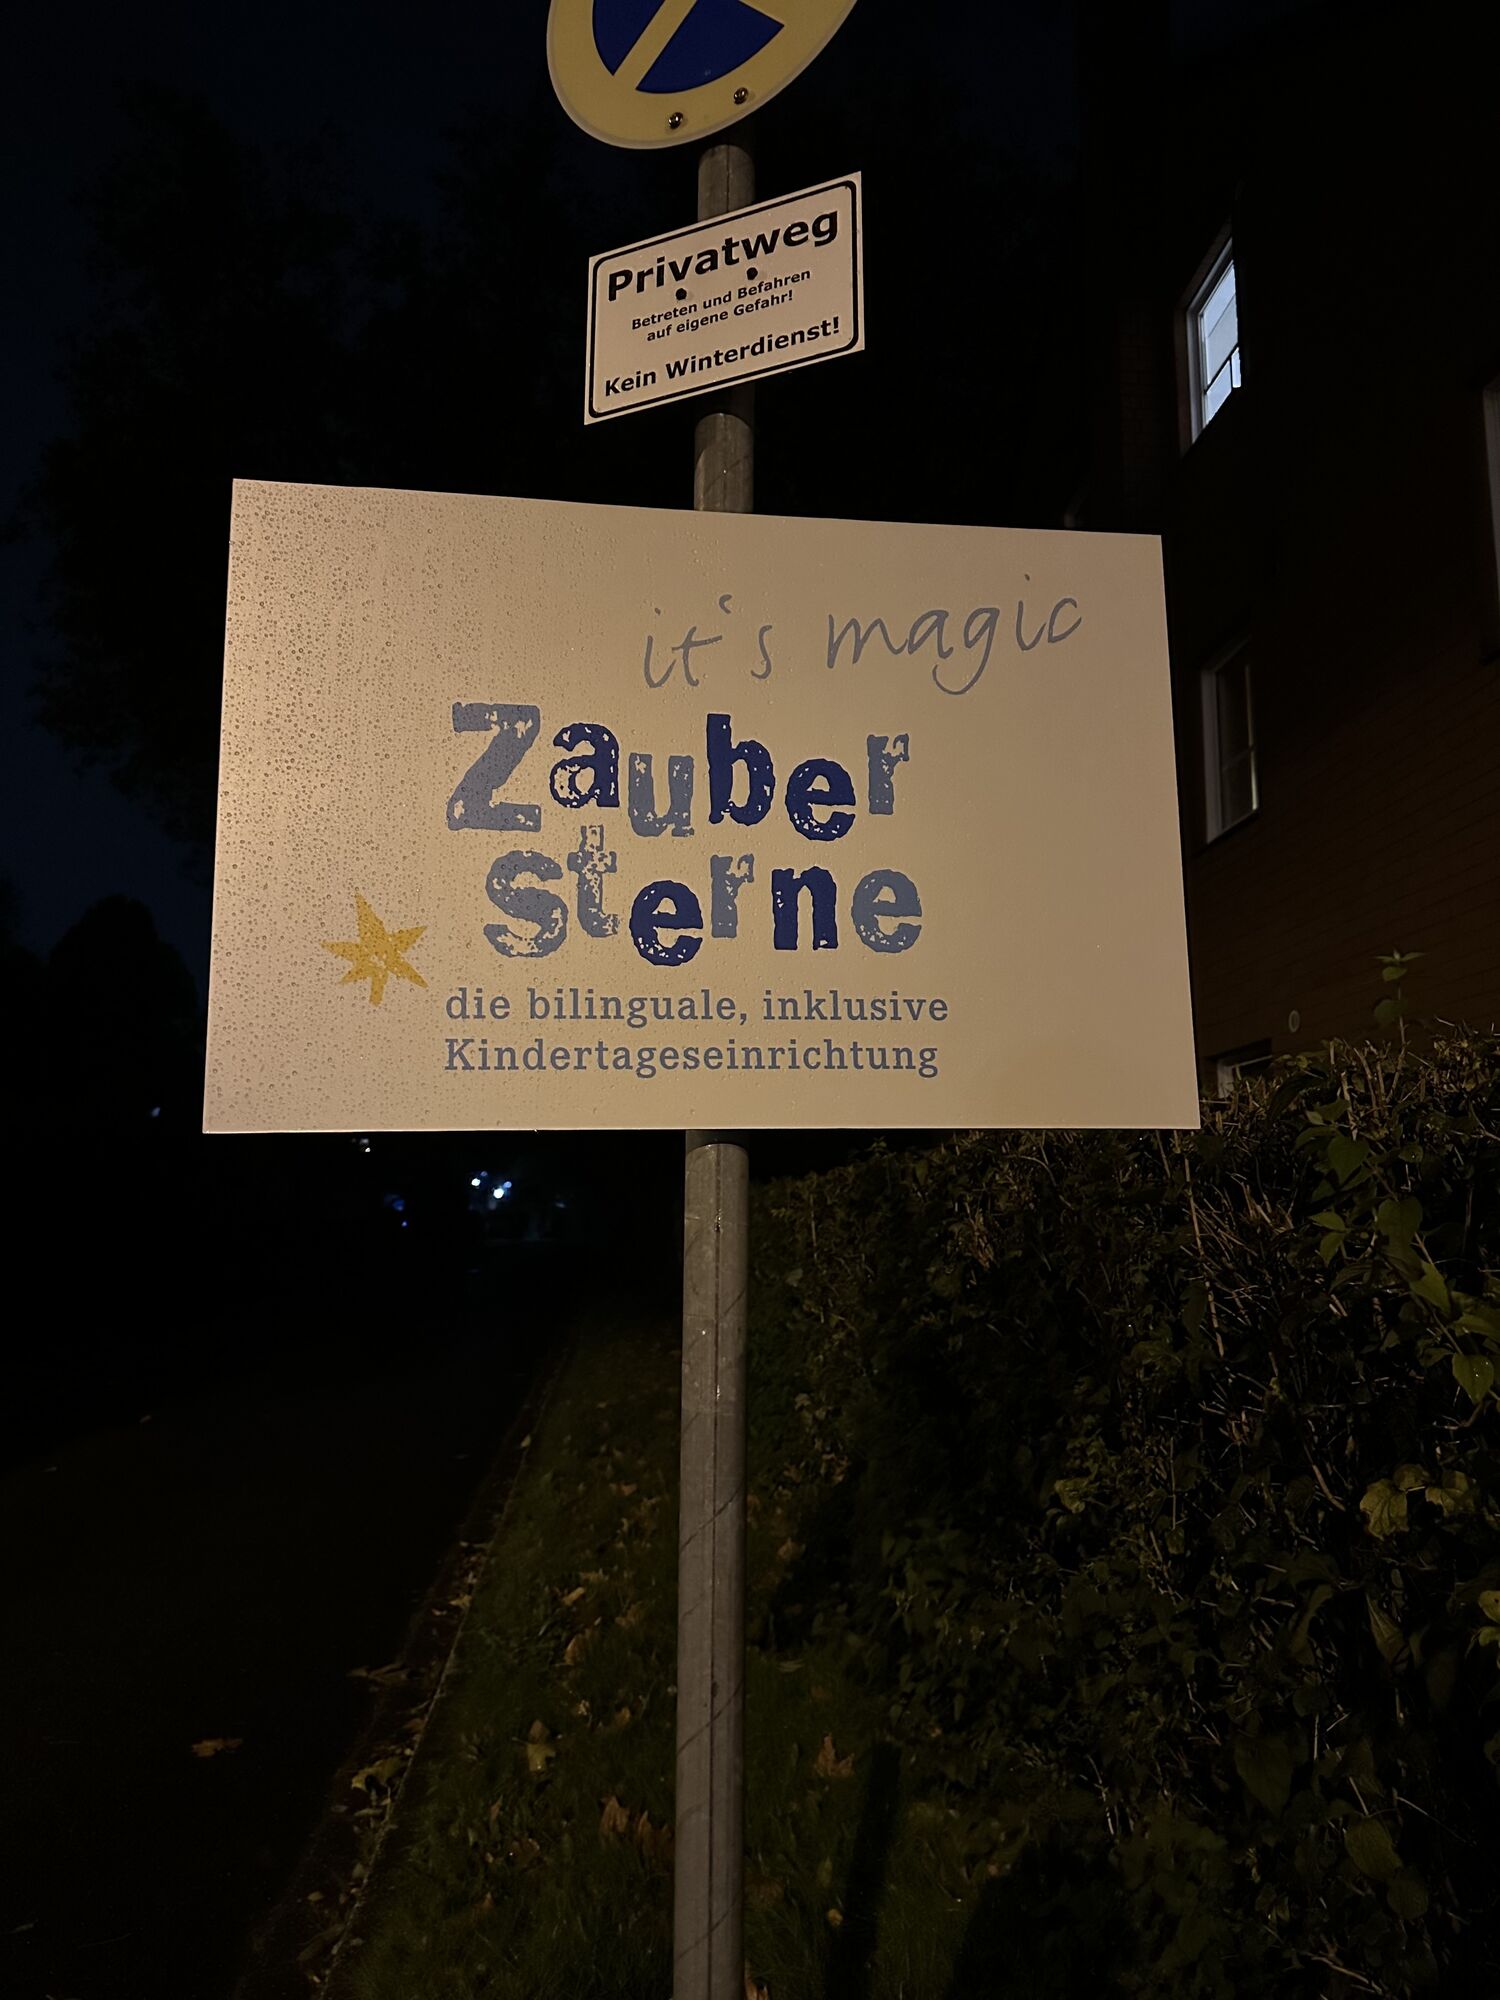 Privatweg
Betreten und Befahren
auf eigene Gefahr!
Kein Winterdienst!
it‘s magic
Zauber
sterne
die bilinguale, inklusive
Kindertageseinrichtung